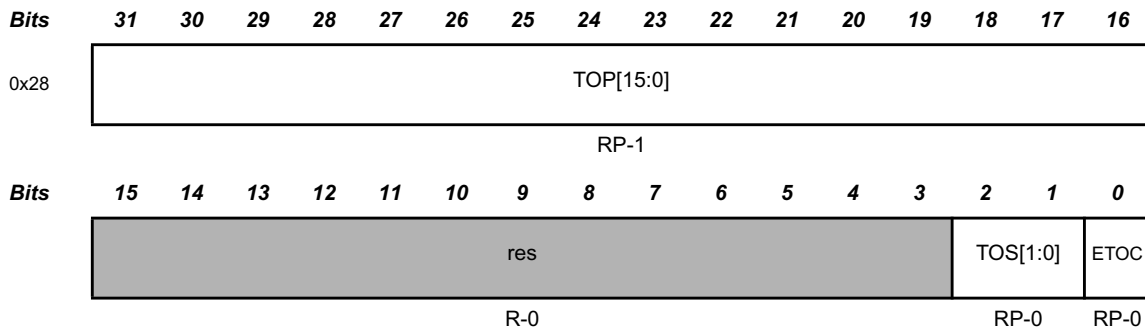 Bits 31 30 29 28 27 26 25 24 23 22 21 20 19 18 17 16
0x28 TOP[15:0]
RP-1
Bits 15 14 13 12 11 10 9 8 7 6 5 4 3 2 1 0
res TOS[1:0] ETOC
R-0 RP-0 RP-0